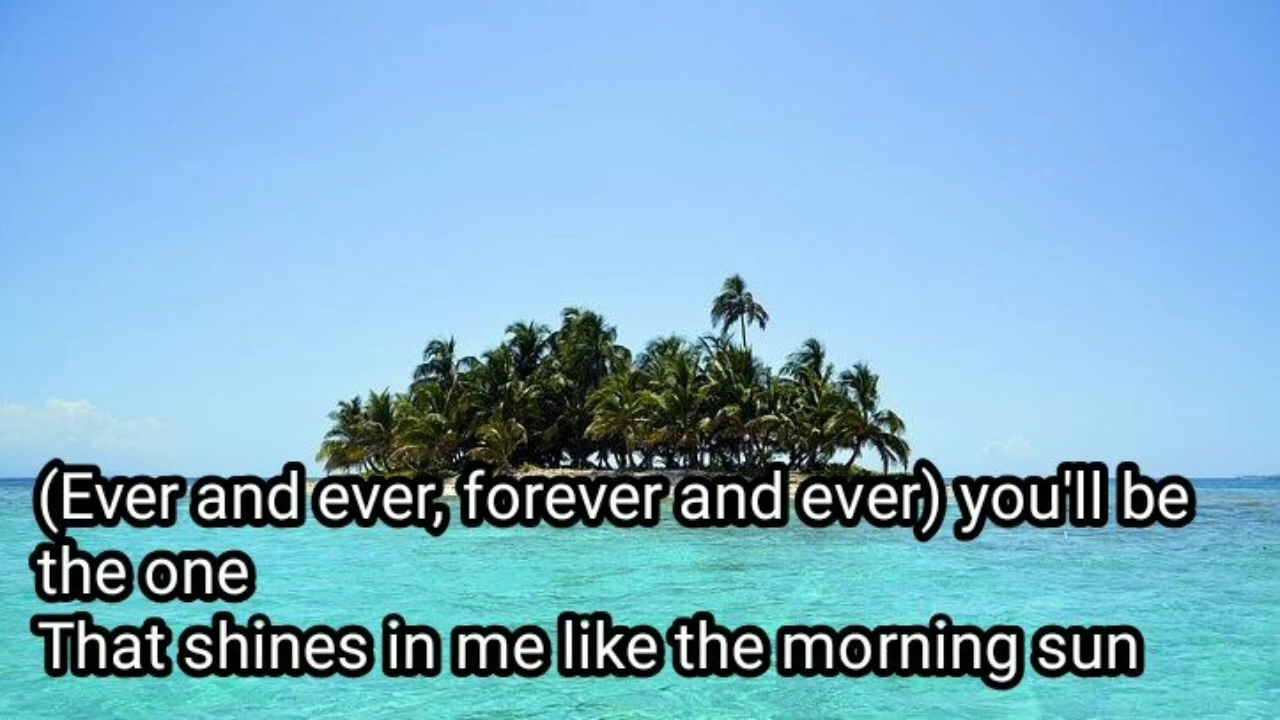 (Ever and ever, forever and ever) you'll be
the one
That shines in me like the morning sun